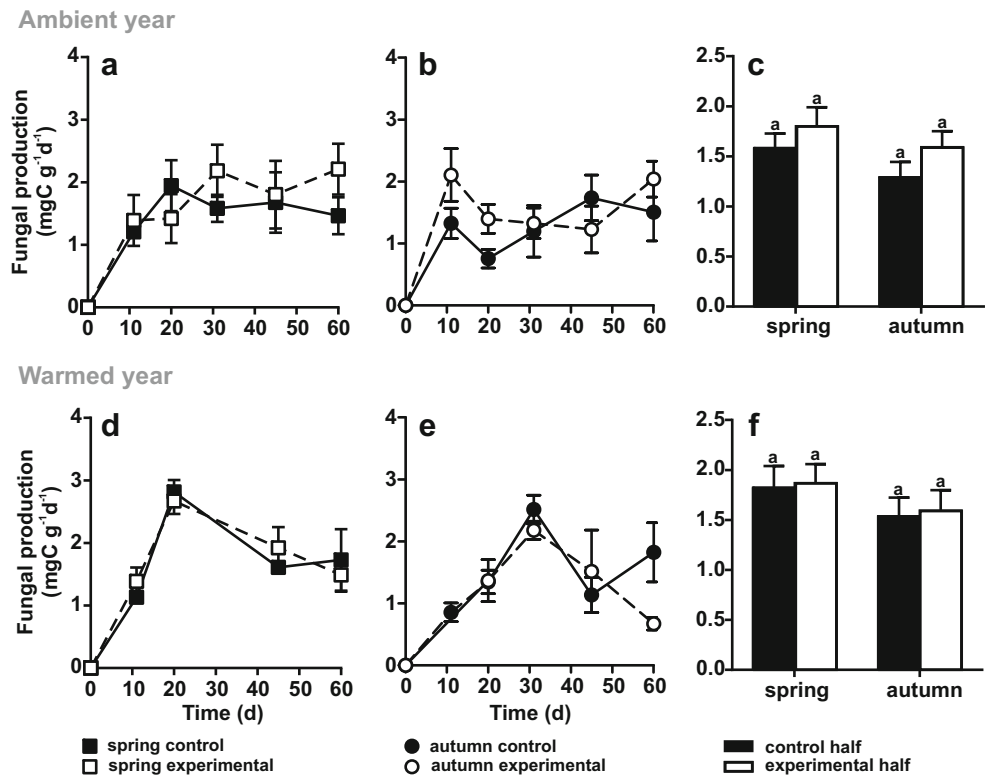 Ambient year
a
b
c
Fungal production
(mgC g⁻¹d⁻¹)
4
3
2
1
0
0 10 20 30 40 50 60
4
3
2
1
0
0 10 20 30 40 50 60
2.5
2.0
1.5
1.0
0.5
0.0
a a a a
spring autumn
Warmed year
d
e
f
Fungal production
(mgC g⁻¹d⁻¹)
4
3
2
1
0
0 10 20 30 40 50 60
Time (d)
4
3
2
1
0
0 10 20 30 40 50 60
Time (d)
2.5
2.0
1.5
1.0
0.5
0.0
a a a a
spring autumn
spring control
spring experimental
autumn control
autumn experimental
control half
experimental half